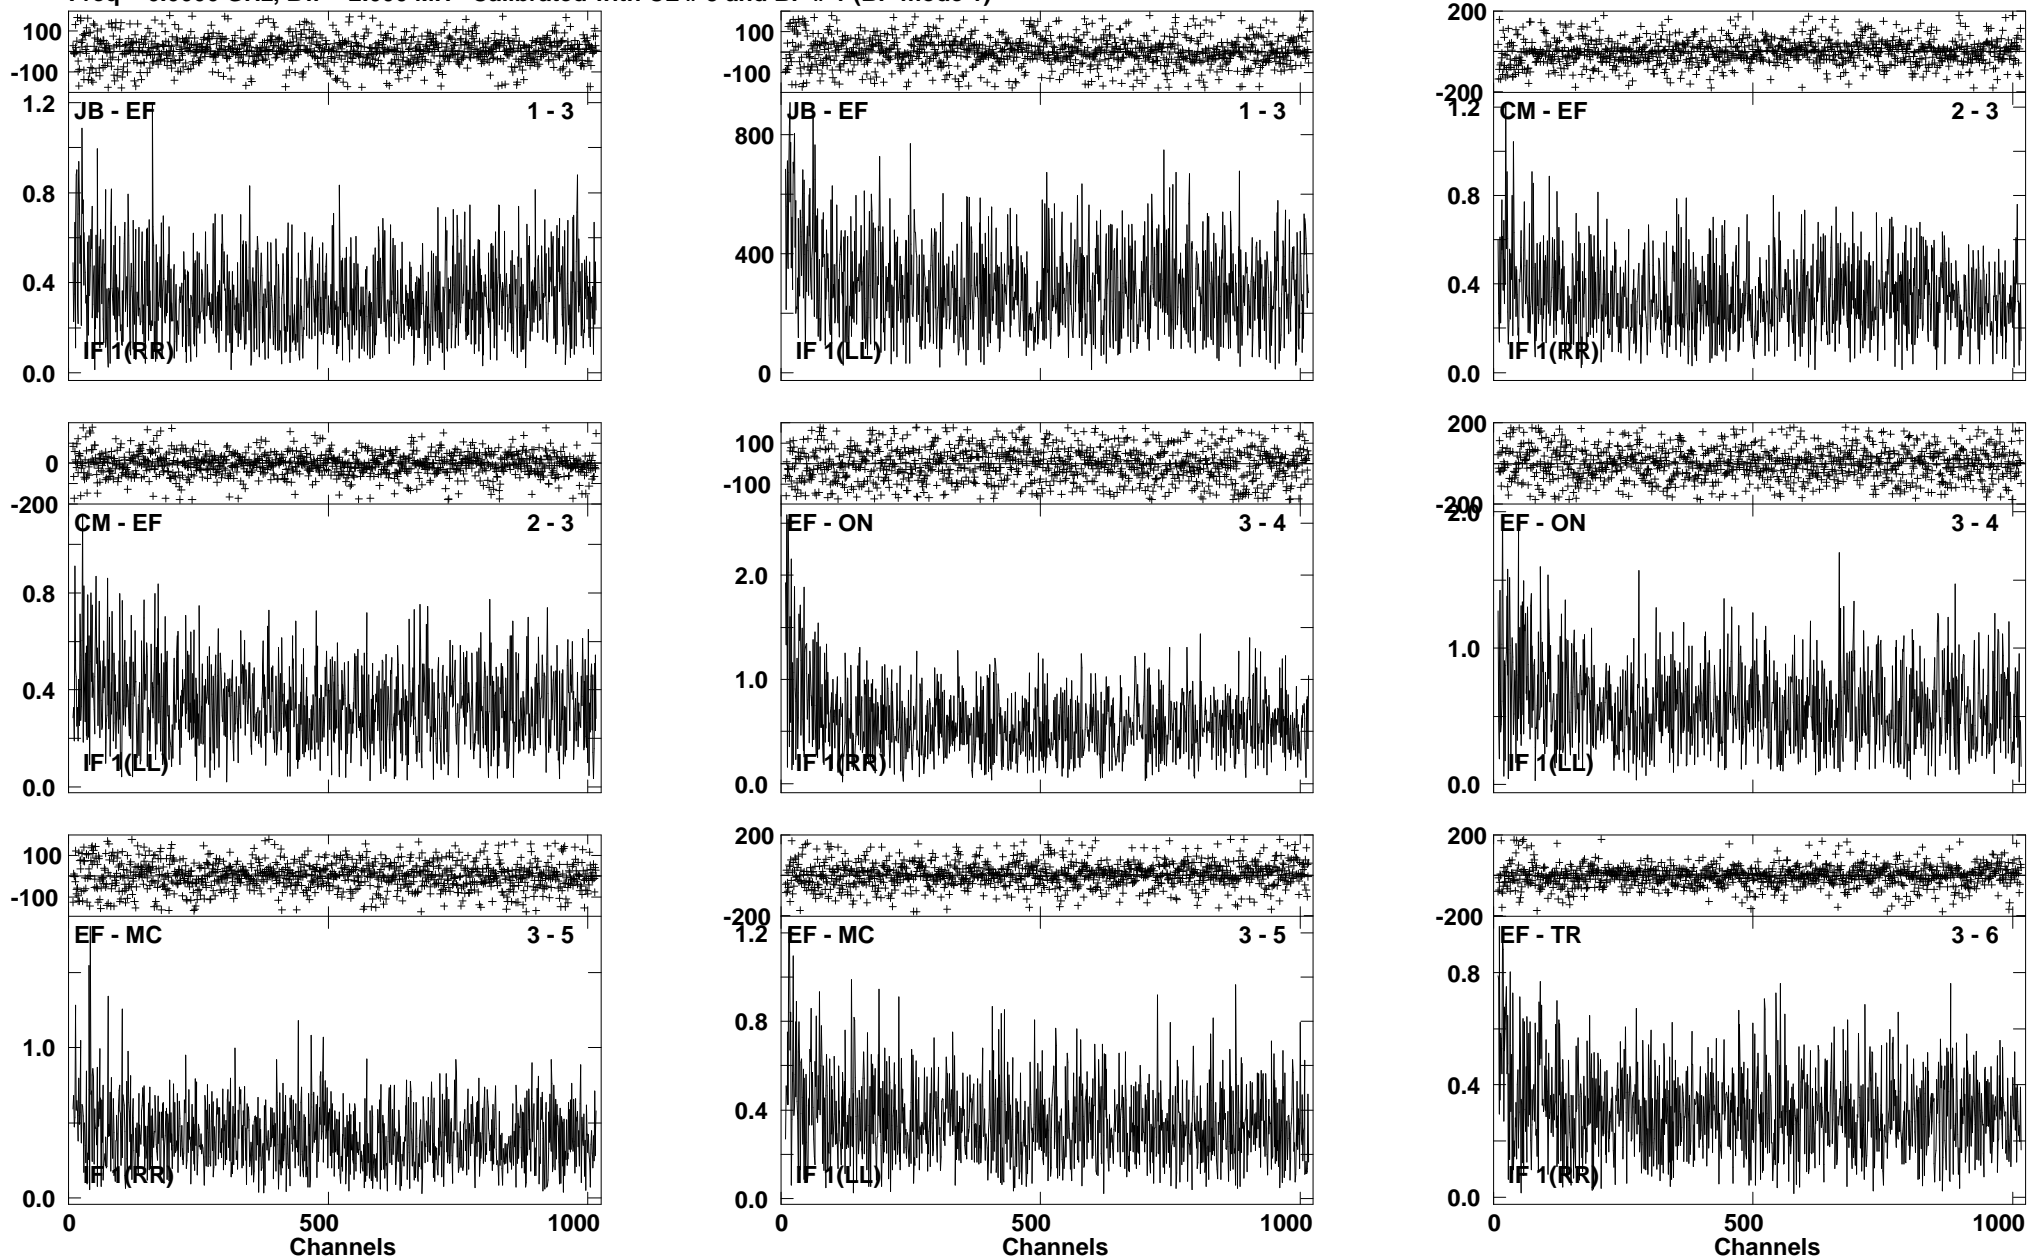 100
-100
1.2
0.8
0.4
0.0
JB - EF 1 - 3
IF 1(RR)
100
-100
800
400
0
JB - EF 1 - 3
IF 1(LL)
200
-200
1.2
0.8
0.4
0.0
CM - EF 2 - 3
IF 1(RR)
0
-200
0.8
0.4
0.0
CM - EF 2 - 3
IF 1(LL)
100
-100
2.0
1.0
0.0
EF - ON 3 - 4
IF 1(RR)
200
-200
2.0
1.0
0.0
EF - ON 3 - 4
IF 1(LL)
100
-100
1.0
0.0
EF - MC 3 - 5
IF 1(RR)
0 500 1000
Channels
200
-200
1.2
0.8
0.4
0.0
EF - MC 3 - 5
IF 1(LL)
0 500 1000
Channels
200
-200
0.8
0.4
0.0
EF - TR 3 - 6
IF 1(RR)
0 500 1000
Channels